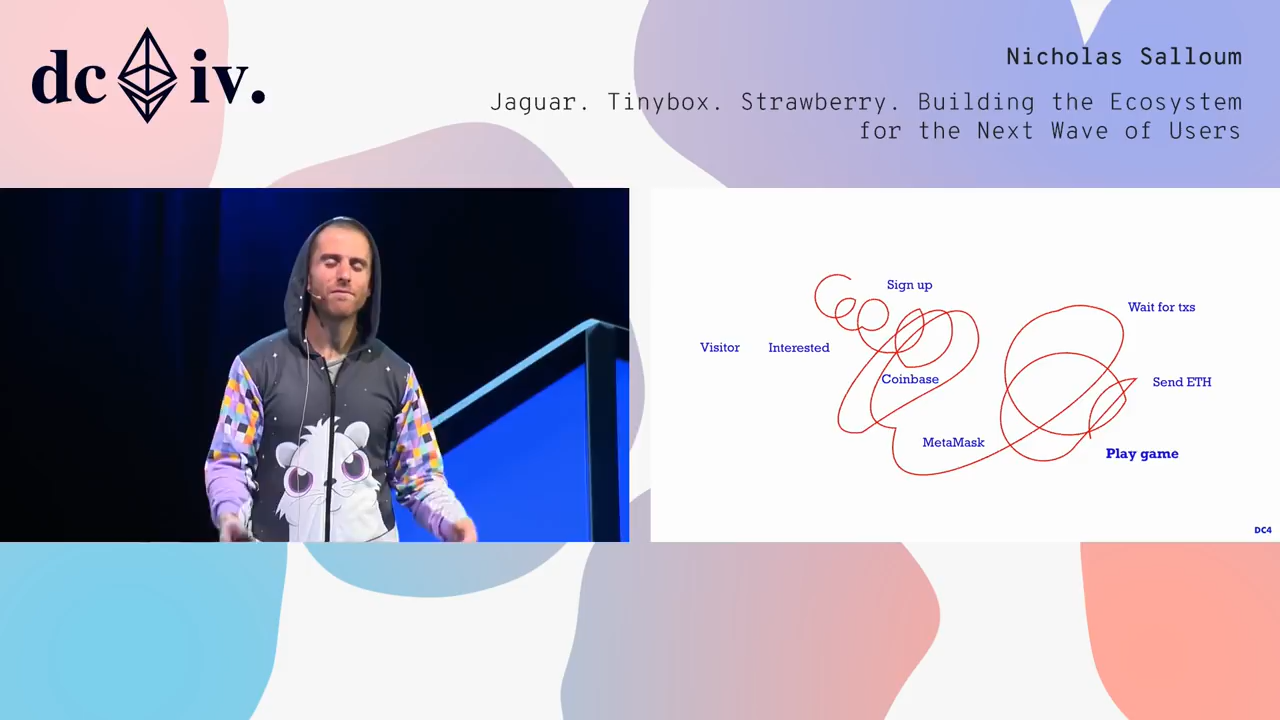 dc iv.
Nicholas Salloum
Jaguar. Tinybox. Strawberry. Building the Ecosystem
for the Next Wave of Users
Sign up
Wait for txs
Visitor
Interested
Coinbase
Send ETH
MetaMask
Play game
DC4